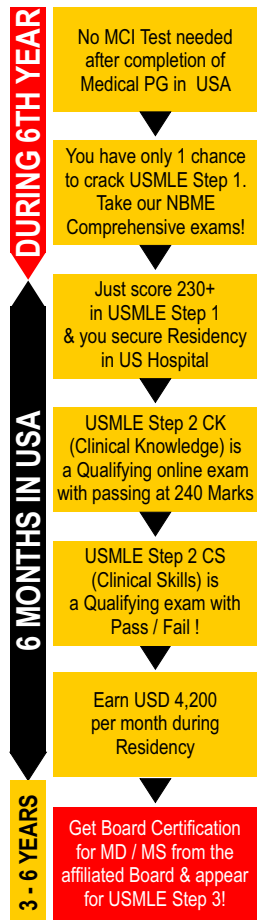 DURING 6TH YEAR
No MCI Test needed
after completion of
Medical PG in USA
You have only 1 chance
to crack USMLE Step 1.
Take our NBME
Comprehensive exams!
6 MONTHS IN USA
Just score 230+
in USMLE Step 1
& you secure Residency
in US Hospital
USMLE Step 2 CK
(Clinical Knowledge) is
a Qualifying online exam
with passing at 240 Marks
USMLE Step 2 CS
(Clinical Skills) is
a Qualifying exam with
Pass / Fail !
Earn USD 4,200
per month during
Residency
3 - 6 YEARS
Get Board Certification
for MD / MS from the
affiliated Board & appear
for USMLE Step 3!